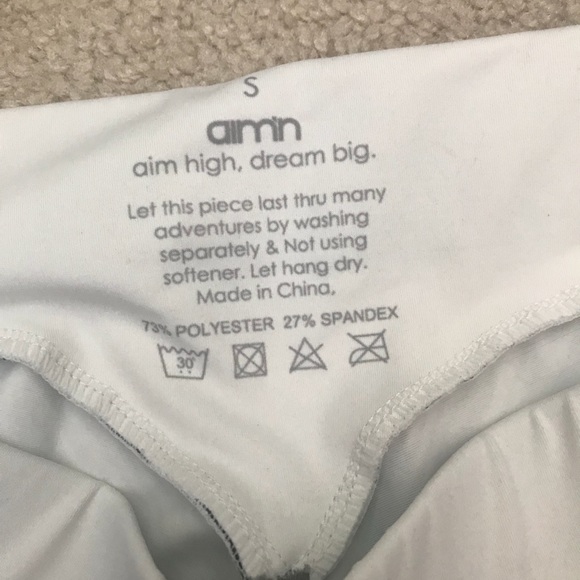 S
aim'n
aim high, dream big.
Let this piece last thru many
adventures by washing
separately & Not using
softener. Let hang dry.
Made in China.
73% POLYESTER 27% SPANDEX
30°